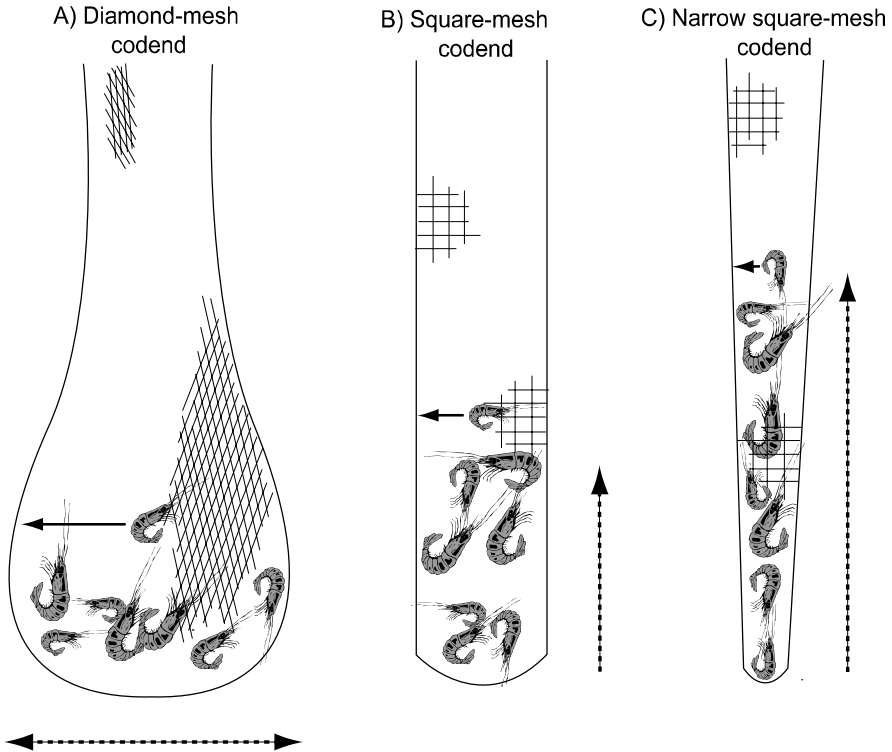 A) Diamond-mesh
codend
B) Square-mesh
codend
C) Narrow square-mesh
codend